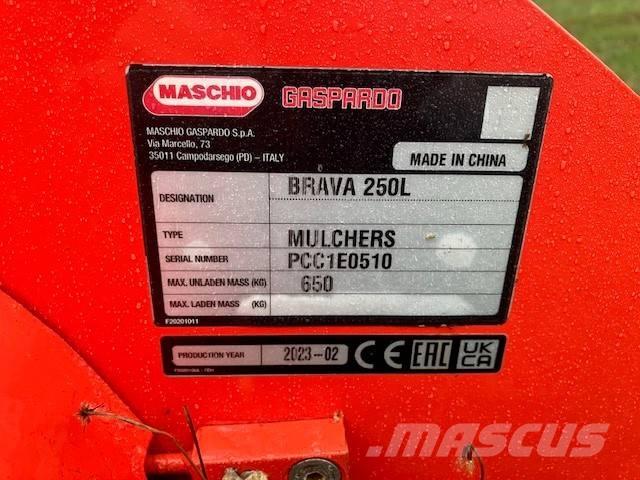 MASCHIO GASPARDO
MASCHIO GASPARDO S.p.A.
Via Marcello, 73
35011 Campodarsego (PD) – ITALY
MADE IN CHINA
DESIGNATION BRAVA 250L
TYPE MULCHERS
SERIAL NUMBER PCC1E0510
MAX. UNLADEN MASS (KG) 650
MAX. LADEN MASS (KG)
F20201011
PRODUCTION YEAR 2023-02 CE EAC UK CA
MASCUS